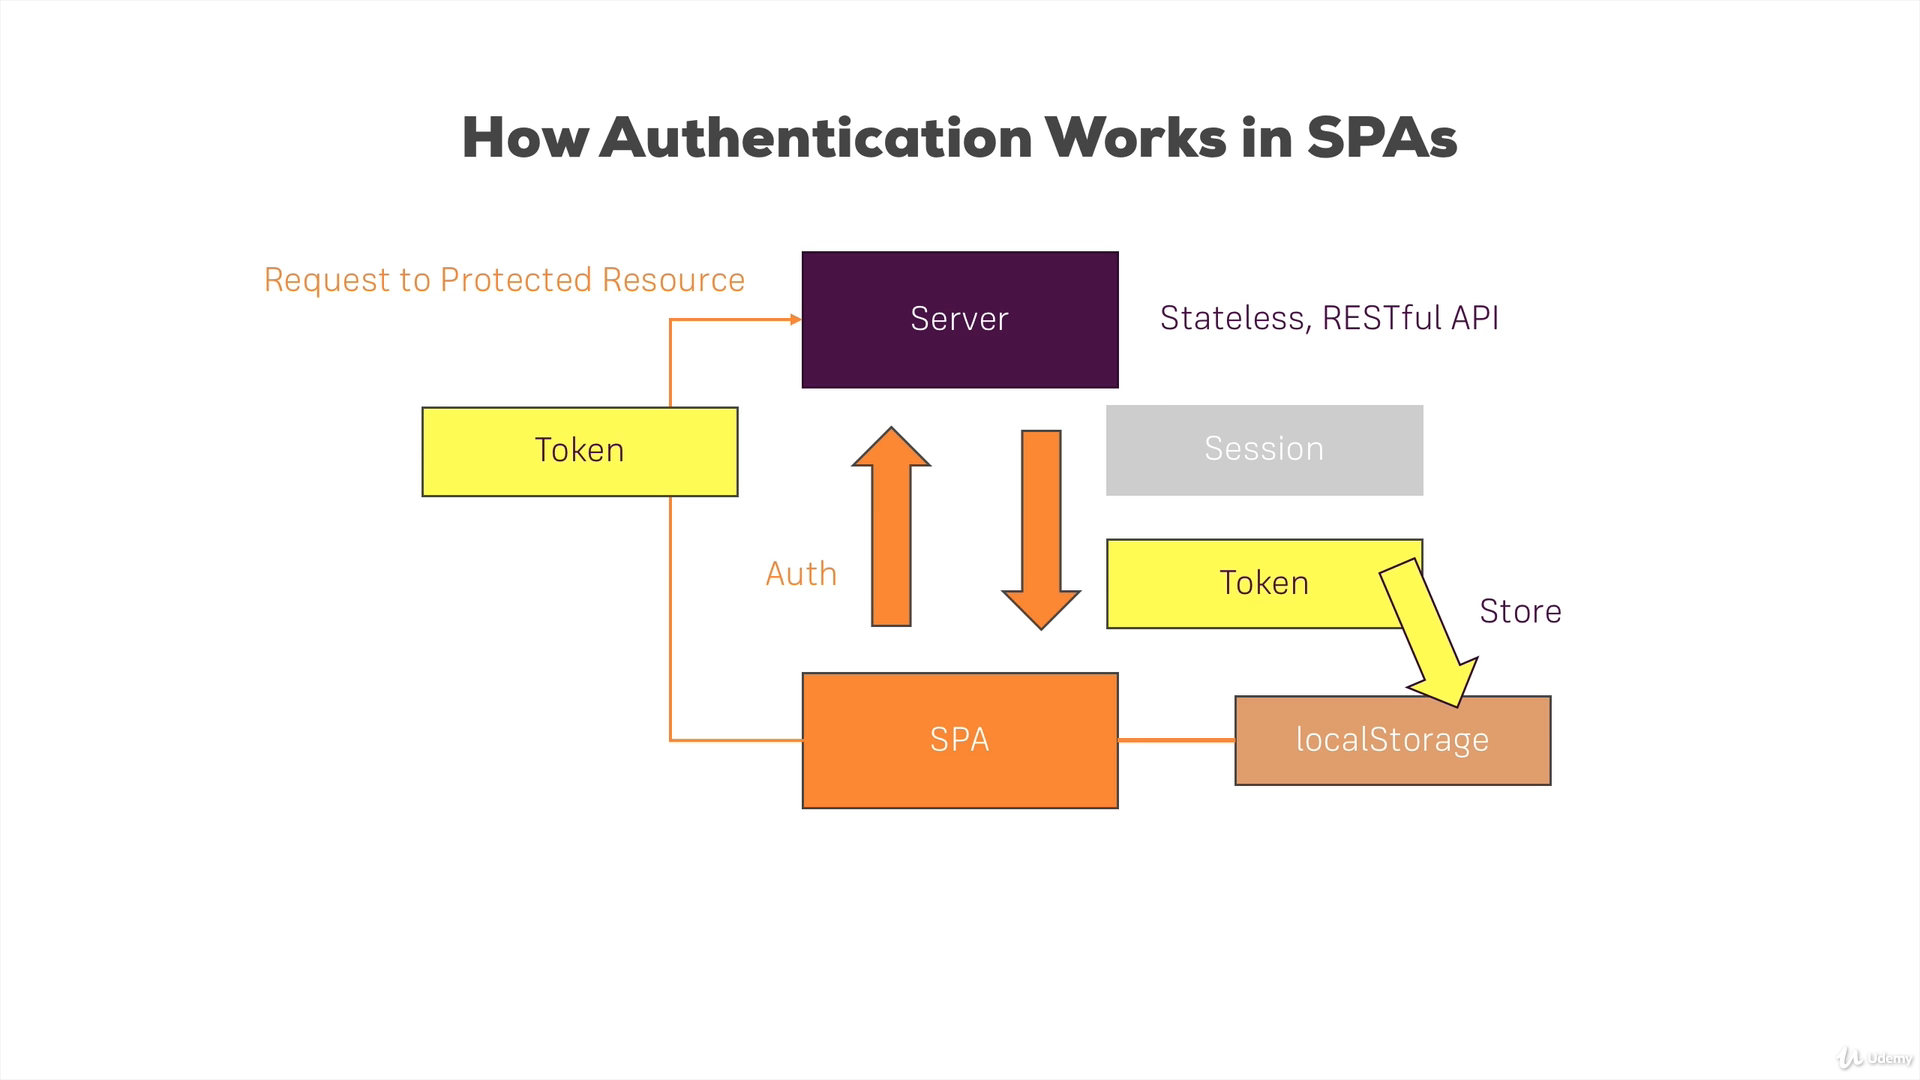 How Authentication Works in SPAs
Request to Protected Resource
Server
Stateless, RESTful API
Token
Session
Auth
Token
Store
SPA
localStorage
Udemy